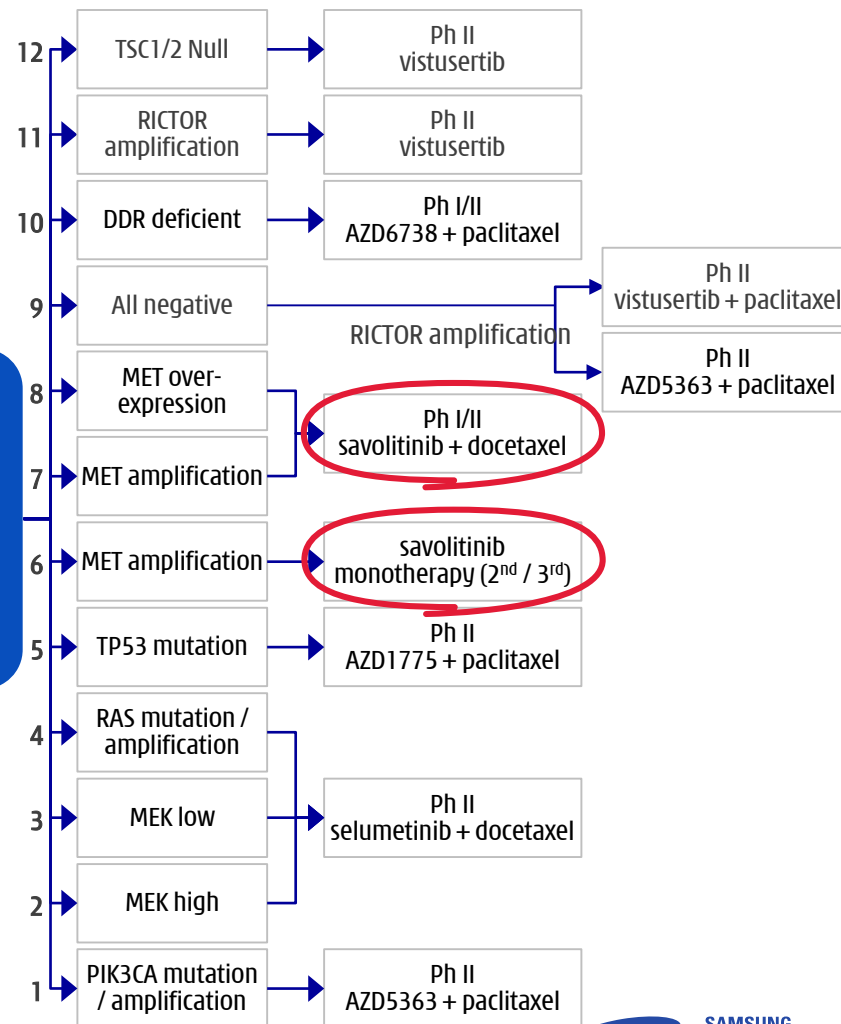 12
TSC1/2 Null
Ph II
vistusertib
11
RICTOR
amplification
Ph II
vistusertib
10
DDR deficient
Ph I/II
AZD6738 + paclitaxel
9
All negative
RICTOR amplification
Ph II
vistusertib + paclitaxel
Ph II
AZD5363 + paclitaxel
8
MET over-
expression
7
MET amplification
Ph I/II
savolitinib + docetaxel
6
MET amplification
savolitinib
monotherapy (2nd / 3rd)
5
TP53 mutation
Ph II
AZD1775 + paclitaxel
4
RAS mutation /
amplification
3
MEK low
Ph II
selumetinib + docetaxel
2
MEK high
1
PIK3CA mutation
/ amplification
Ph II
AZD5363 + paclitaxel
SAMSUNG